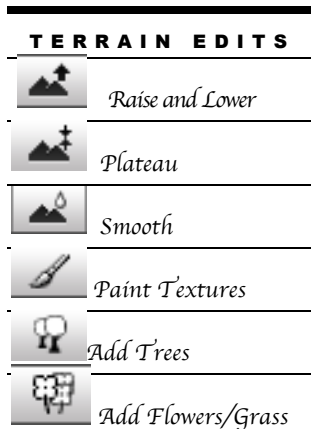 TERRAIN EDITS
Raise and Lower
Plateau
Smooth
Paint Textures
Add Trees
Add Flowers/Grass